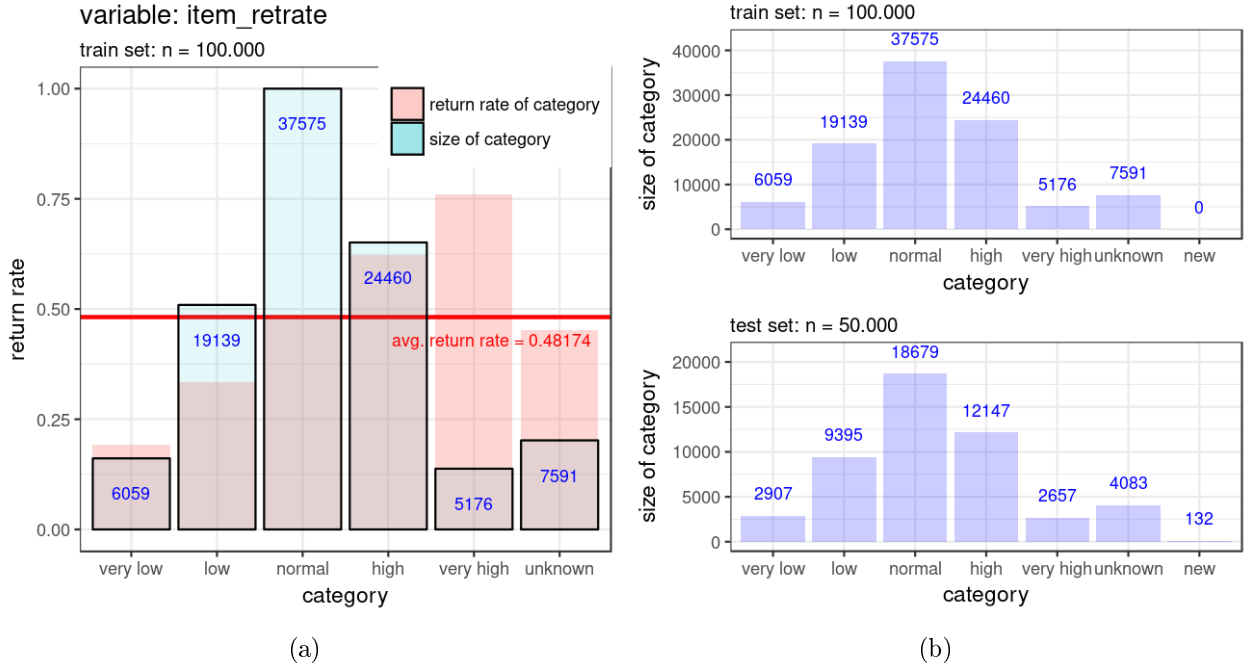 variable: item_retrate
train set: n = 100.000
return rate
1.00
0.75
0.50
0.25
0.00
return rate of category
size of category
37575
24460
19139
avg. return rate = 0.48174
6059
5176
7591
very low low normal high very high unknown
category
(a)
train set: n = 100.000
size of category
40000
30000
20000
10000
0
6059 19139 37575 24460 5176 7591 0
very low low normal high very high unknown new
category
test set: n = 50.000
size of category
20000
15000
10000
5000
0
2907 9395 18679 12147 2657 4083 132
very low low normal high very high unknown new
category
(b)